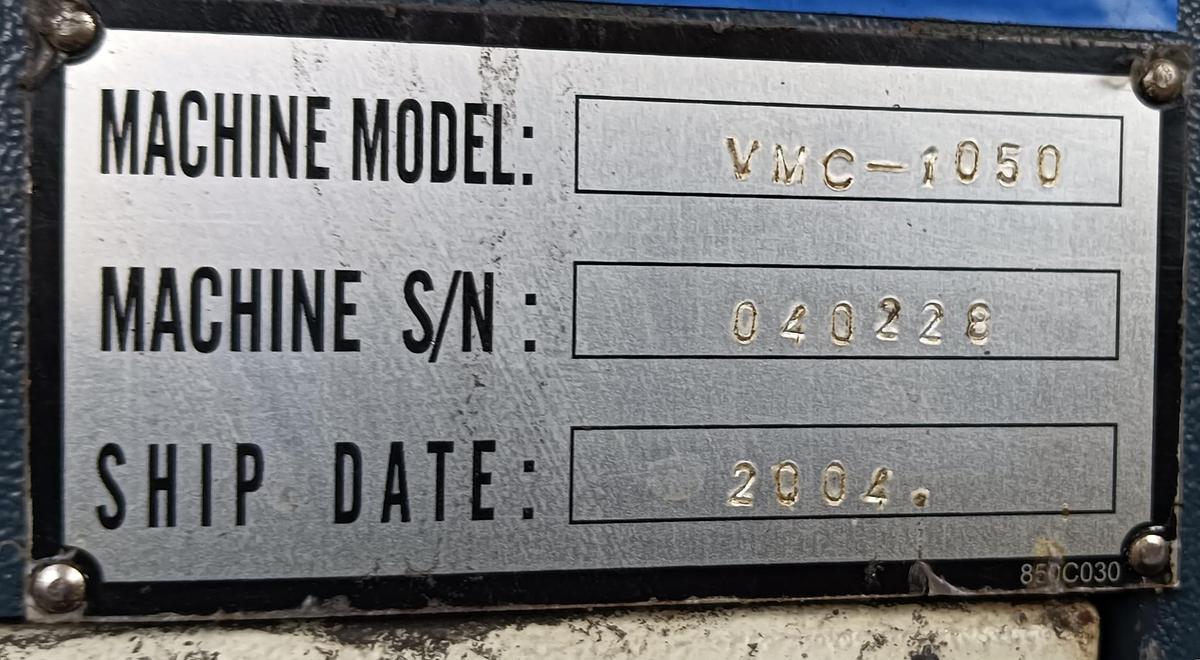 MACHINE MODEL: VMC-1050
MACHINE S/N : 040228
SHIP DATE : 2004.
850C030